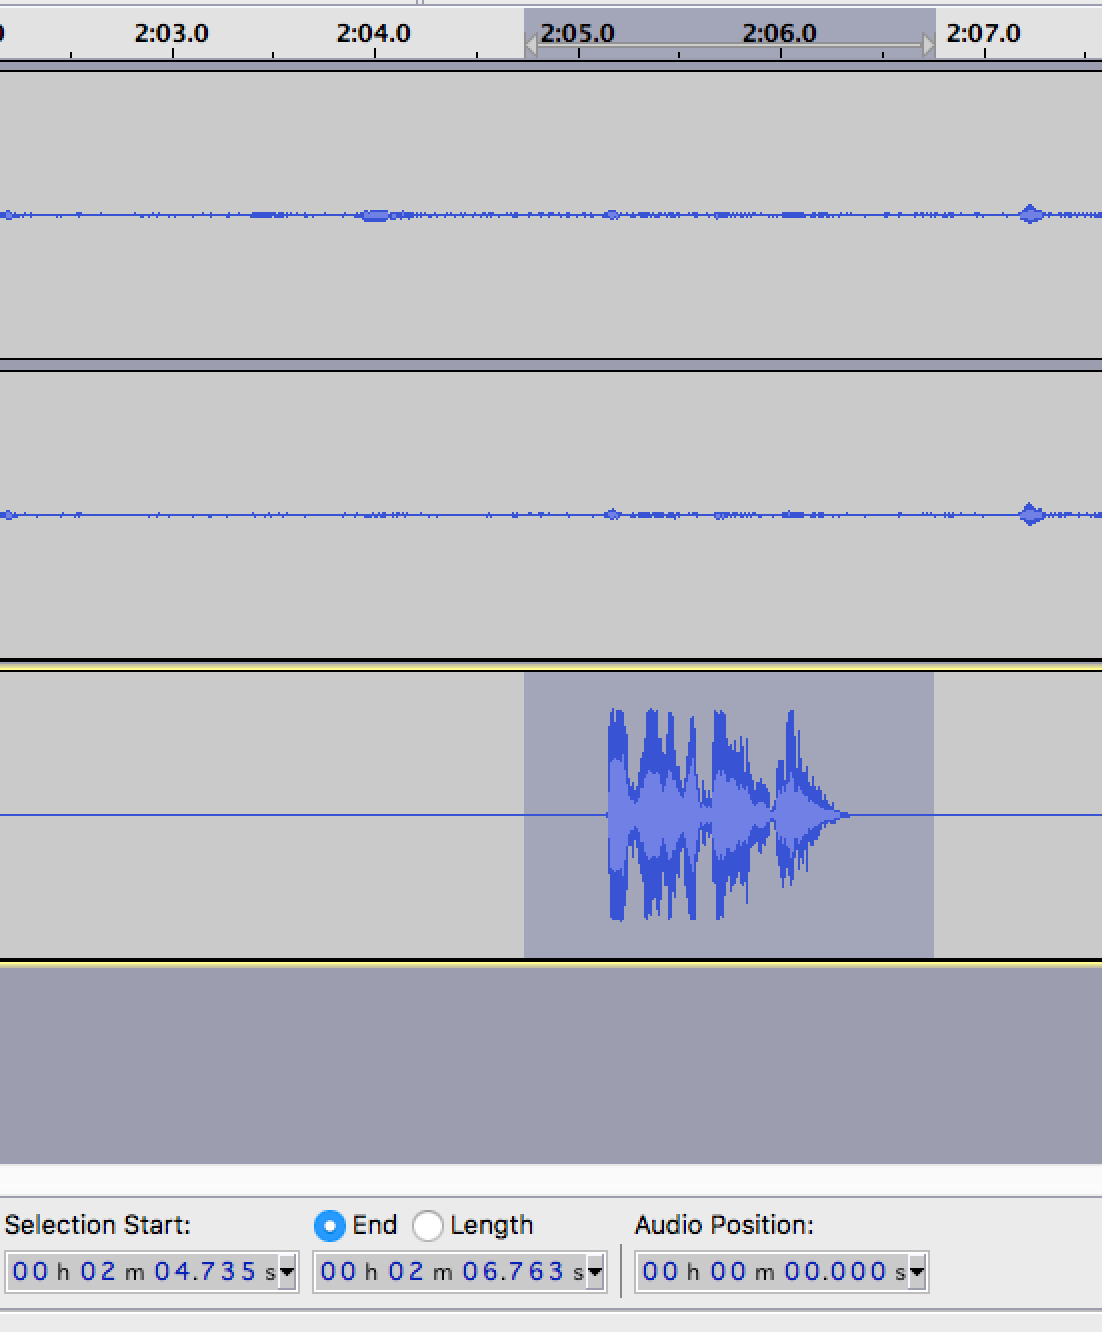 0 2:03.0 2:04.0 2:05.0 2:06.0 2:07.0
Selection Start: End Length Audio Position:
00 h 02 m 04.735 s 00 h 02 m 06.763 s 00 h 00 m 00.000 s